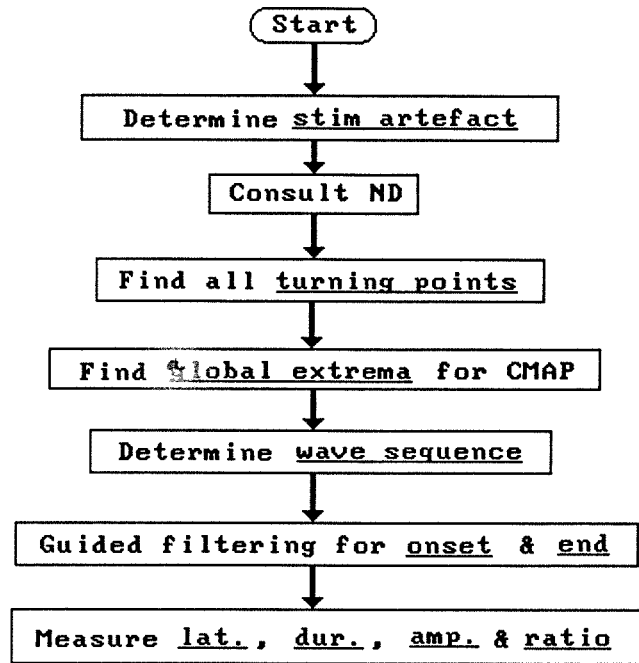 Start
Determine stim artefact
Consult ND
Find all turning points
Find global extrema for CMAP
Determine wave sequence
Guided filtering for onset & end
Measure lat., dur., amp. & ratio